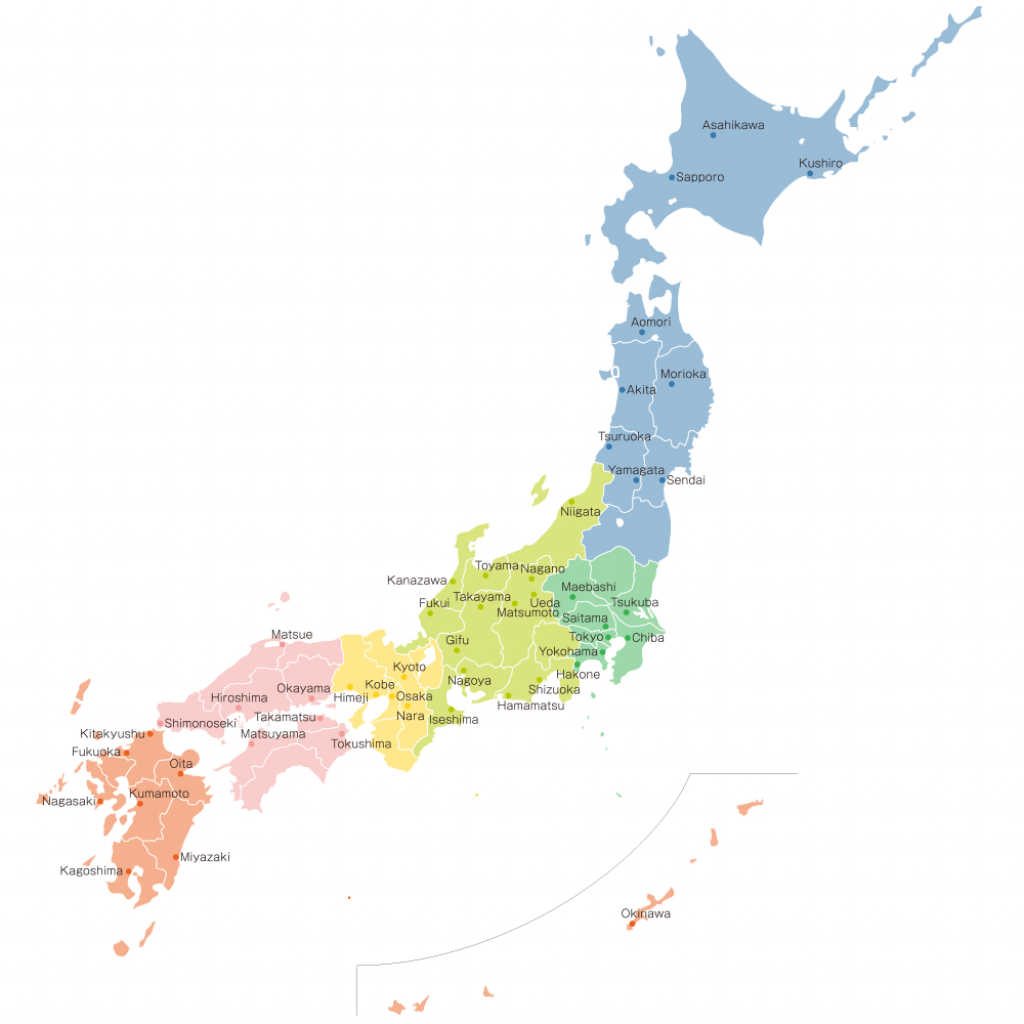 Asahikawa
Kushiro
Sapporo
Aomori
Morioka
Akita
Tsuruoka
Yamagata
Sendai
Niigata
Toyama
Nagano
Kanazawa
Maebashi
Takayama
Ueda
Fukui
Matsumoto
Tsukuba
Saitama
Matsue
Gifu
Tokyo
Chiba
Yokohama
Kyoto
Hakone
Nagoya
Kobe
Okayama
Shizuoka
Hiroshima
Himeji
Osaka
Hamamatsu
Takamatsu
Nara
Iseshima
Shimonoseki
Kitakyushu
Matsuyama
Tokushima
Fukuoka
Oita
Nagasaki
Kumamoto
Miyazaki
Kagoshima
Okinawa